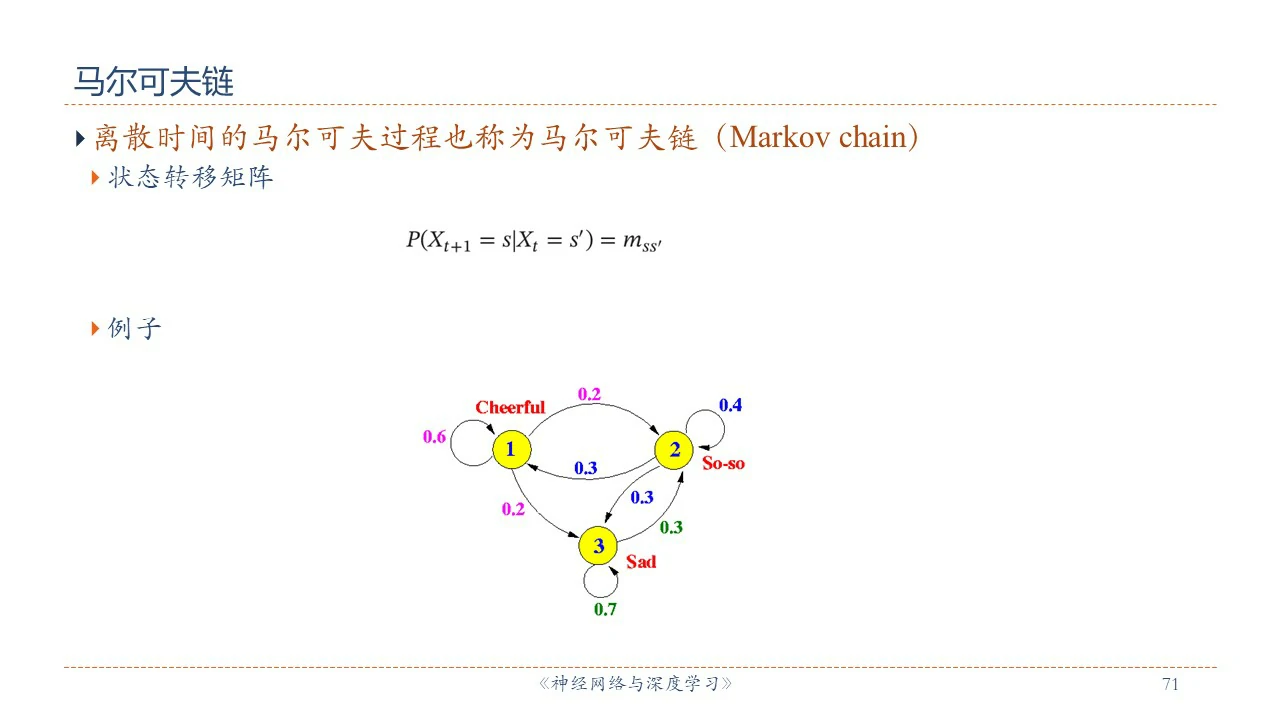 马尔可夫链
离散时间的马尔可夫过程也称为马尔可夫链（Markov chain）
状态转移矩阵
P(X_{t+1} = s|X_t = s′) = m_{ss′}
例子
0.2
Cheerful
0.4
0.6
1
2
So-so
0.3
0.3
0.2
0.3
3
Sad
0.7
《神经网络与深度学习》
71